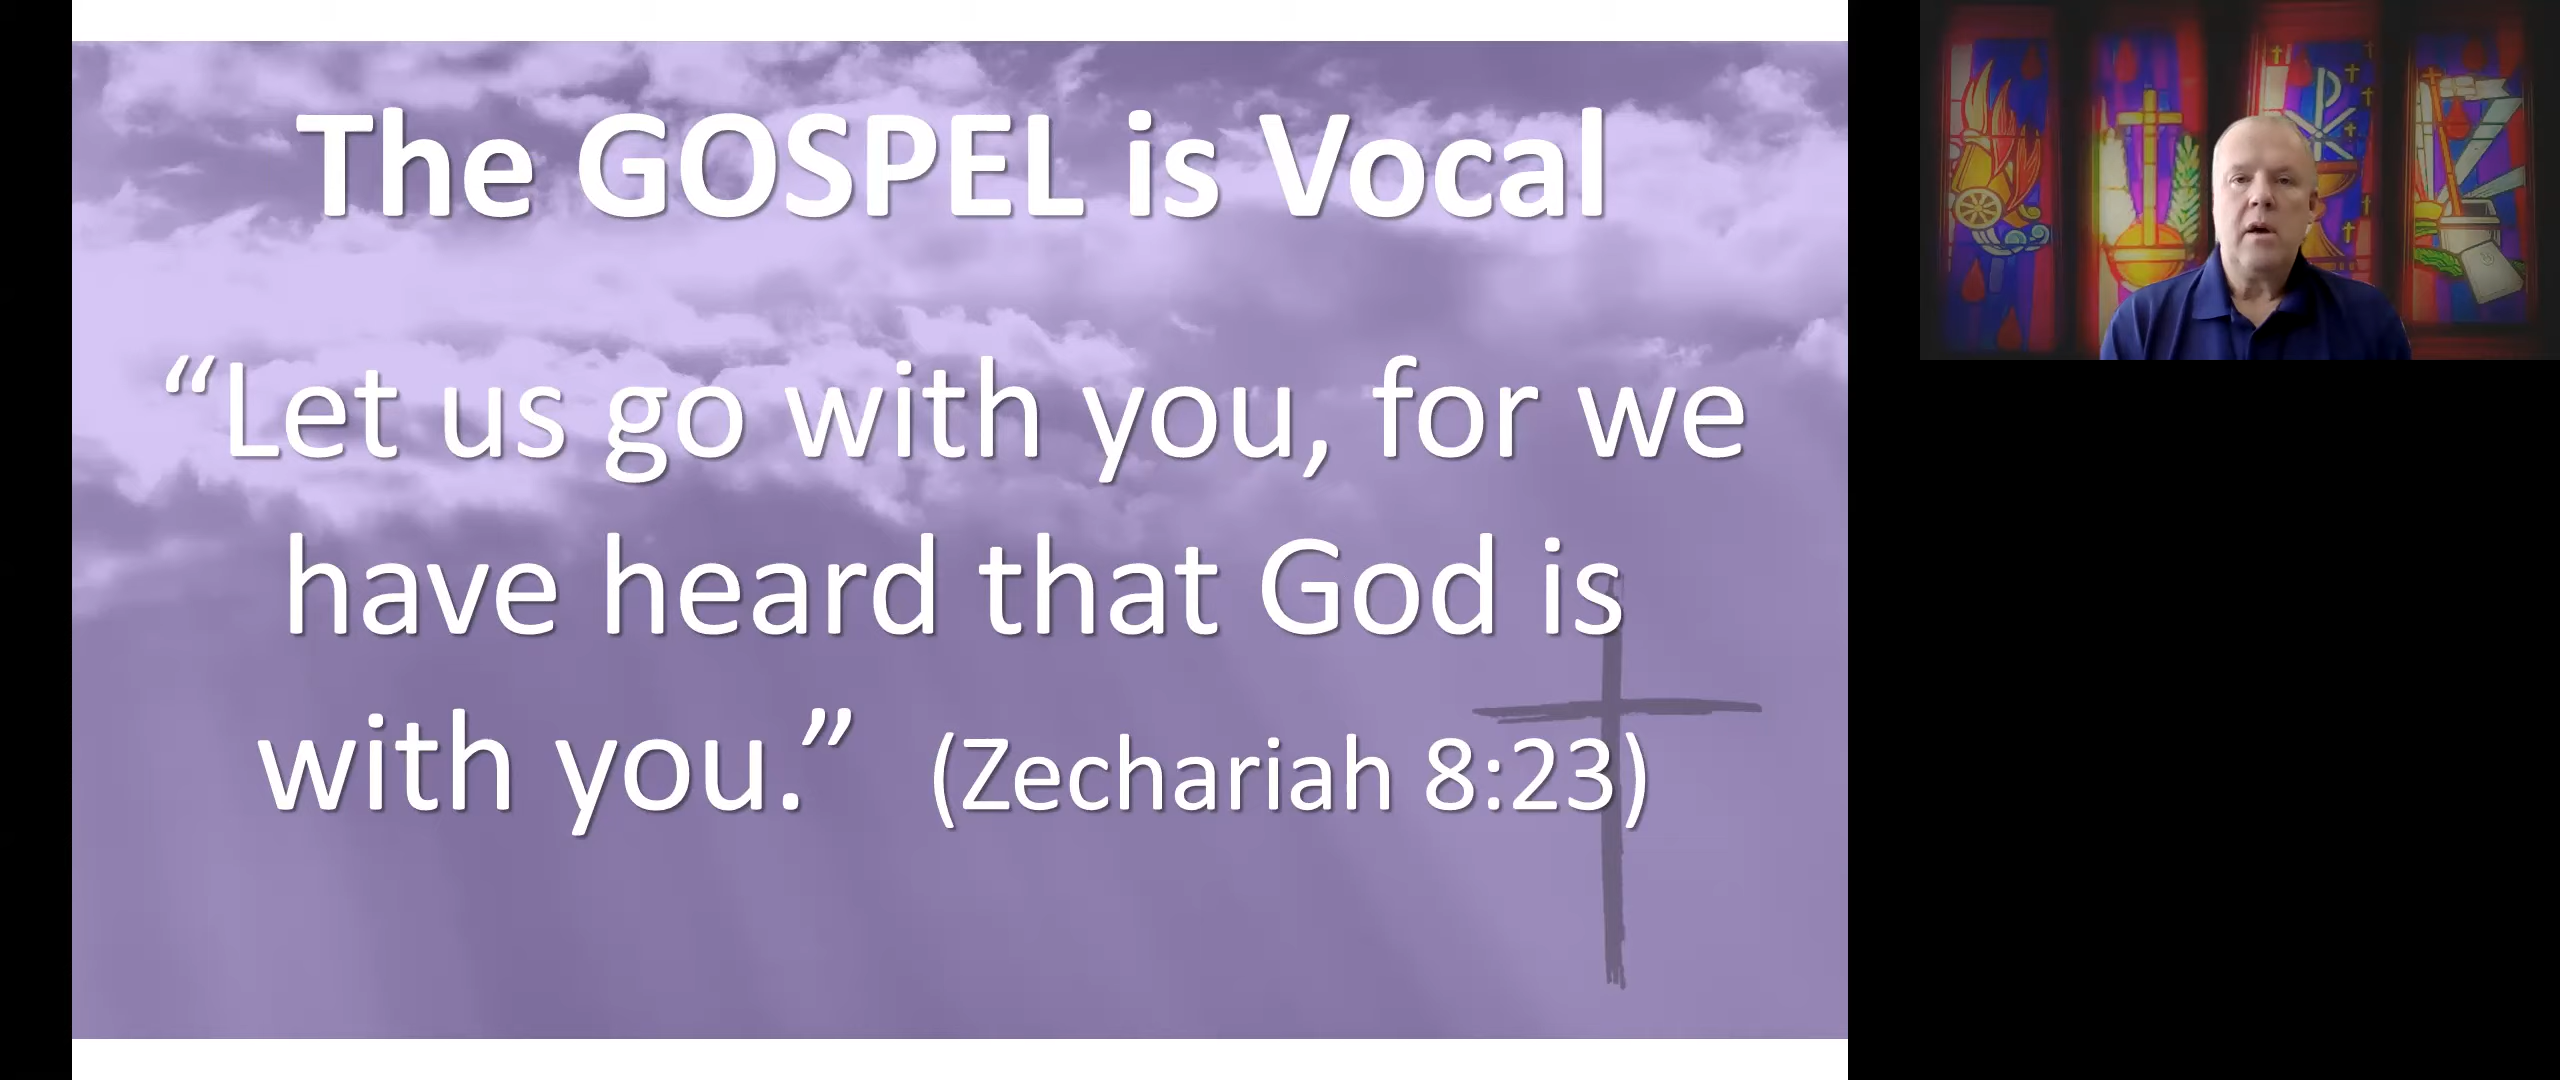 The GOSPEL is Vocal
“Let us go with you, for we
have heard that God is
with you.” (Zechariah 8:23)